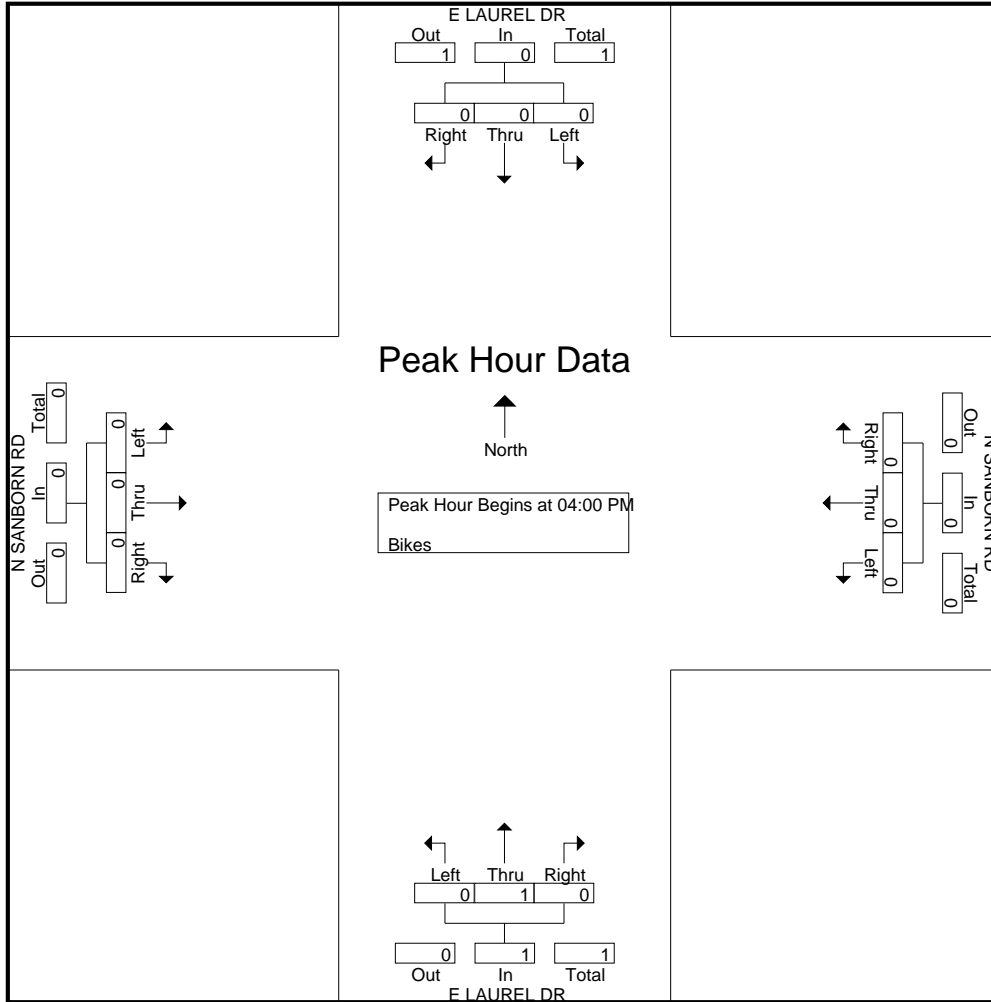 E LAUREL DR
Out In Total
1 0 1
0 0 0
Right Thru Left
Peak Hour Data
North
Peak Hour Begins at 04:00 PM
Bikes
N SANBORN RD
Total In Out
0 0 0
0 0 0
Left Thru Right
N SANBORN RD
Out In Total
0 0 0
0 0 0
Right Thru Left
Left Thru Right
0 1 0
0 1 1
Out In Total
E LAUREL DR